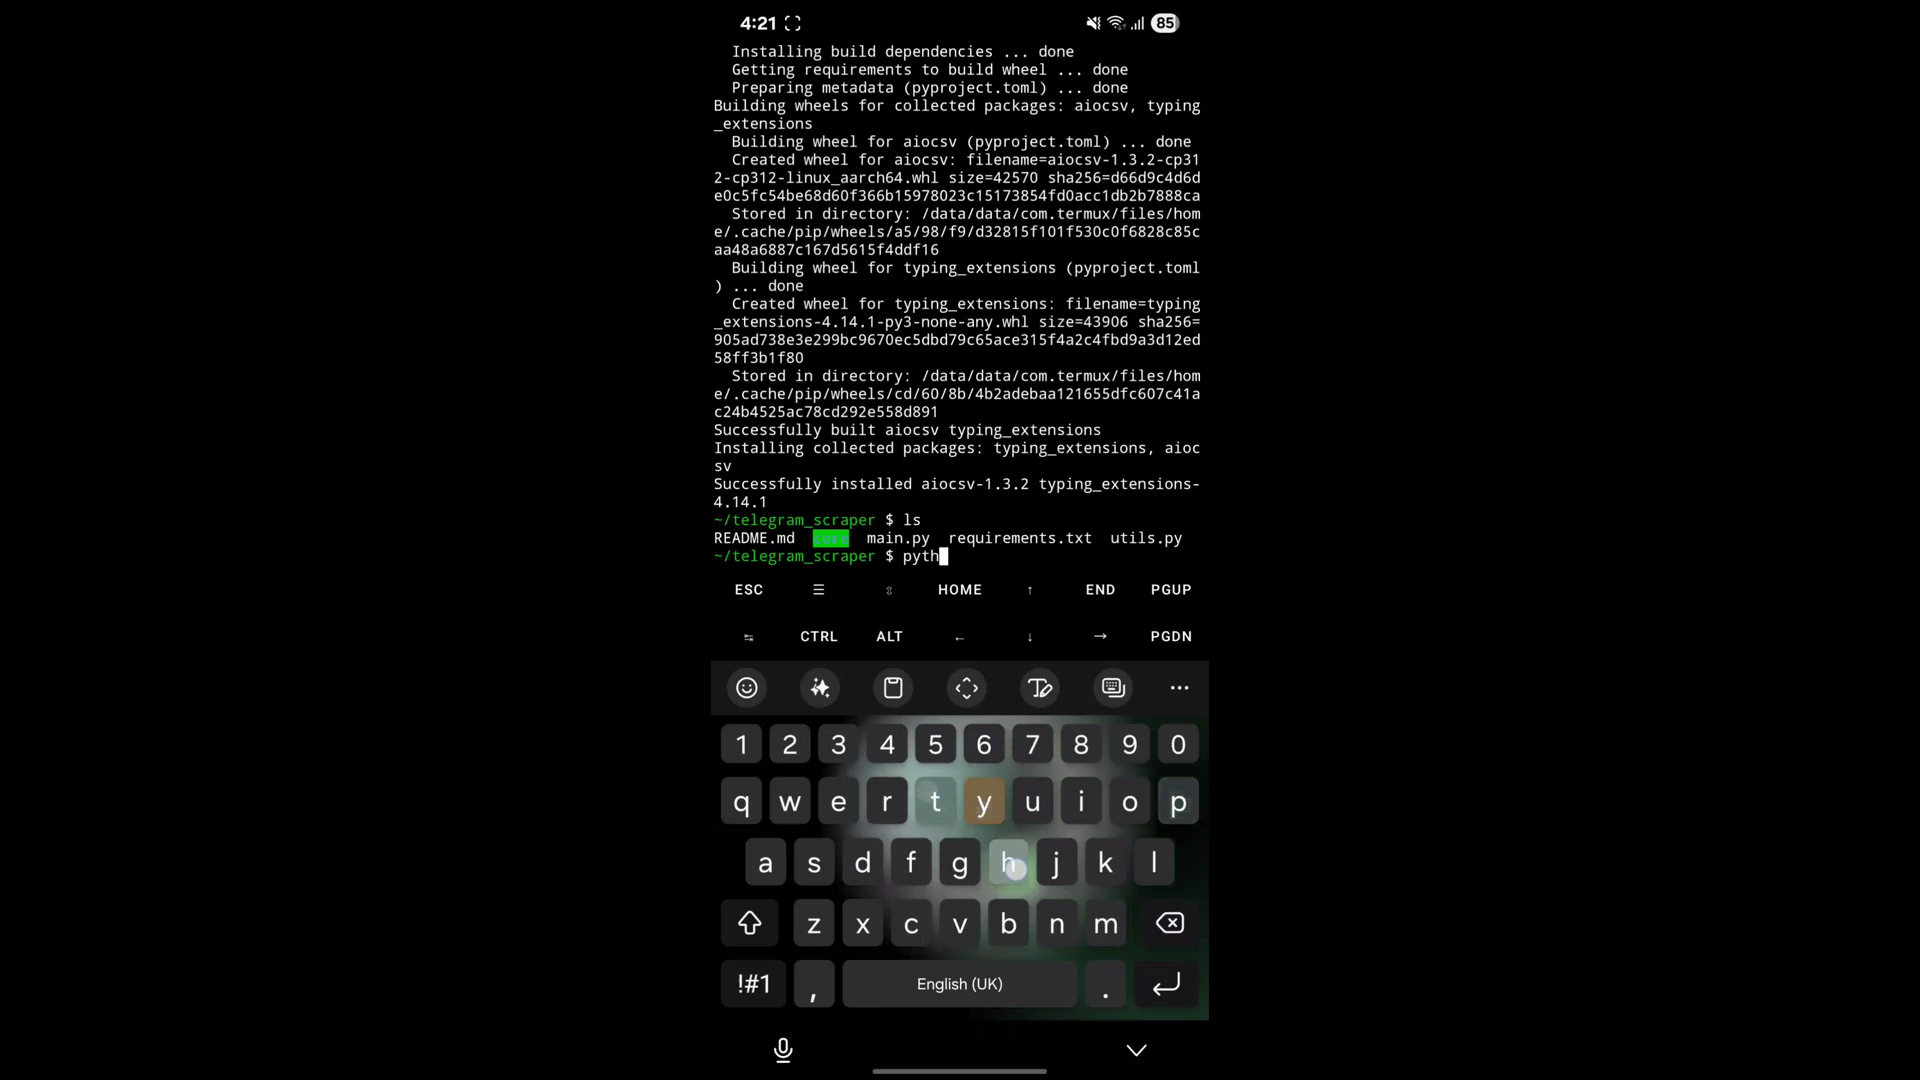 4:21 85
Installing build dependencies ... done
Getting requirements to build wheel ... done
Preparing metadata (pyproject.toml) ... done
Building wheels for collected packages: aiocsv, typing
_extensions
Building wheel for aiocsv (pyproject.toml) ... done
Created wheel for aiocsv: filename=aiocsv-1.3.2-cp31
2-cp312-linux_aarch64.whl size=42570 sha256=d66d9c4d6d
e0c5fc54be68d60f366b15978023c15173854fd0acc1db2b7888ca
Stored in directory: /data/data/com.termux/files/hom
e/.cache/pip/wheels/a5/98/f9/d32815f101f530c0f6828c85c
aa48a6887c167d5615f4ddf16
Building wheel for typing_extensions (pyproject.toml
) ... done
Created wheel for typing_extensions: filename=typing
_extensions-4.14.1-py3-none-any.whl size=43906 sha256=
905ad738e3e299bc9670ec5dbd79c65ace315f4a2c4fbd9a3d12ed
58ff3b1f80
Stored in directory: /data/data/com.termux/files/hom
e/.cache/pip/wheels/cd/60/8b/4b2adebaa121655dfc607c41a
c24b4525ac78cd292e558d891
Successfully built aiocsv typing_extensions
Installing collected packages: typing_extensions, aioc
sv
Successfully installed aiocsv-1.3.2 typing_extensions-
4.14.1
~/telegram_scraper $ ls
README.md core main.py requirements.txt utils.py
~/telegram_scraper $ pyth
ESC ☰ ⇳ HOME ↑ END PGUP
↹ CTRL ALT ← ↓ → PGDN
1 2 3 4 5 6 7 8 9 0
q w e r t y u i o p
a s d f g h j k l
z x c v b n m
!#1 , English (UK) .